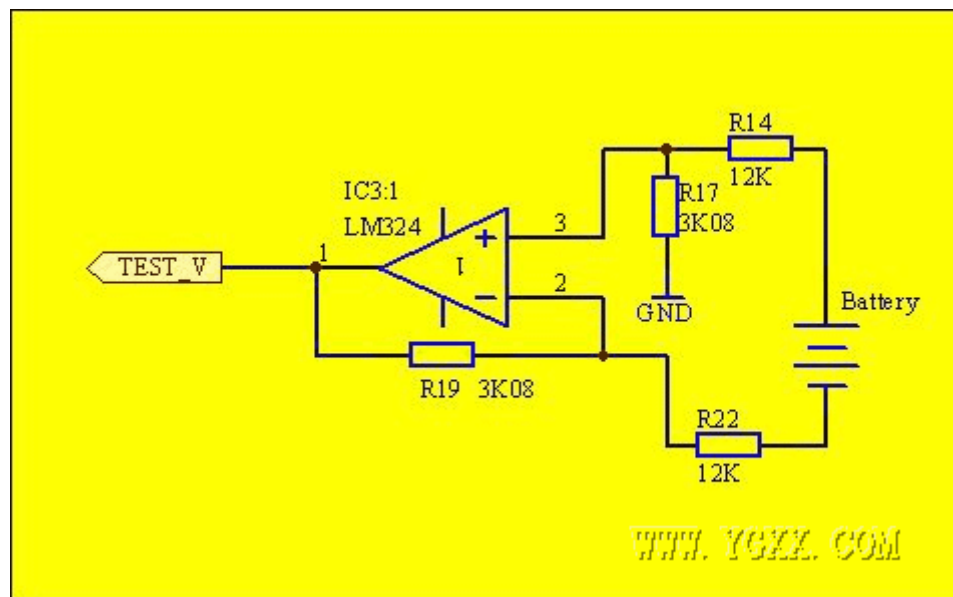 R14
12K
IC3:1
LM324
R17
3K08
3
1
TEST_V
I
2
GND
Battery
R19 3K08
R22
12K
WWW. YGXX. COM